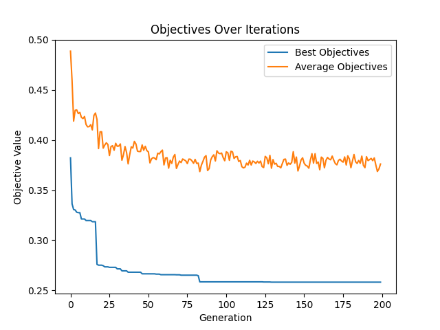 Objectives Over Iterations
Best Objectives
Average Objectives
Objective Value
0.50
0.45
0.40
0.35
0.30
0.25
0 25 50 75 100 125 150 175 200
Generation